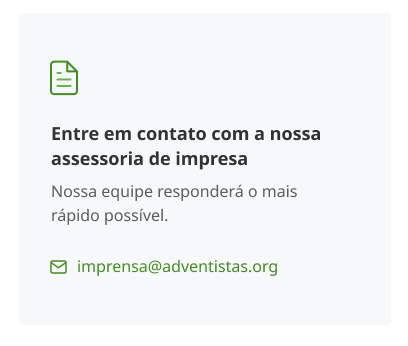 Entre em contato com a nossa
assessoria de impresa
Nossa equipe responderá o mais
rápido possível.
imprensa@adventistas.org